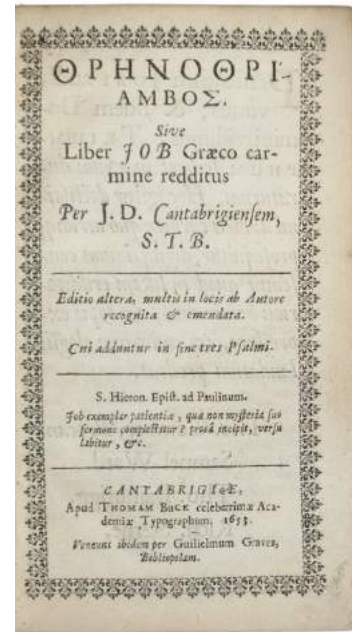 ΘΡΗΝΟΘΡΙ-
ΑΜΒΟΣ.
Sive
Liber JOB Græco car-
mine redditus
Per J. D. Cantabrigiensem,
S. T. B.
Editio altera, multis in locis ab Autore
recognita & emendata.
Cui adduntur in fine tres Psalmi.
S. Hieron. Epist. ad Paulinum.
Job exemplar patientiæ, quæ non mysteria suo
sermone complectitur? prosâ incipit, versu
labitur, &c.
CANTABRIGIÆ,
Apud THOMAM BUCK celeberrimæ Aca-
demiæ Typographum. 1653.
Veneunt ibidem per Guilielmum Graves,
Bibliopolam.